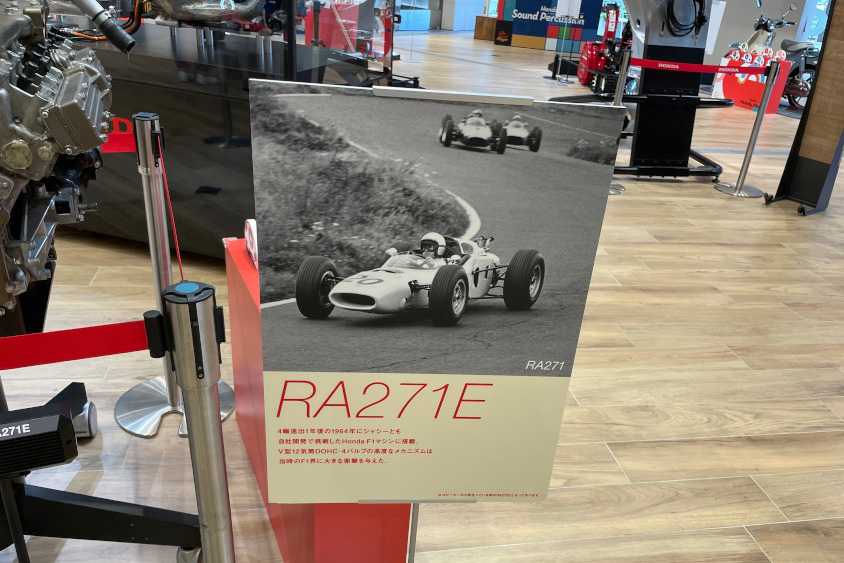 Honda
Sound Percussion
HONDA
HONDA
20
RA271
RA271E
4輪進出1年後の1964年にシャシーとも
自社開発で挑戦したHonda F1マシンに搭載。
V型12気筒DOHC・4バルブの高度なメカニズムは
当時のF1界に大きな衝撃を与えた。
A271E